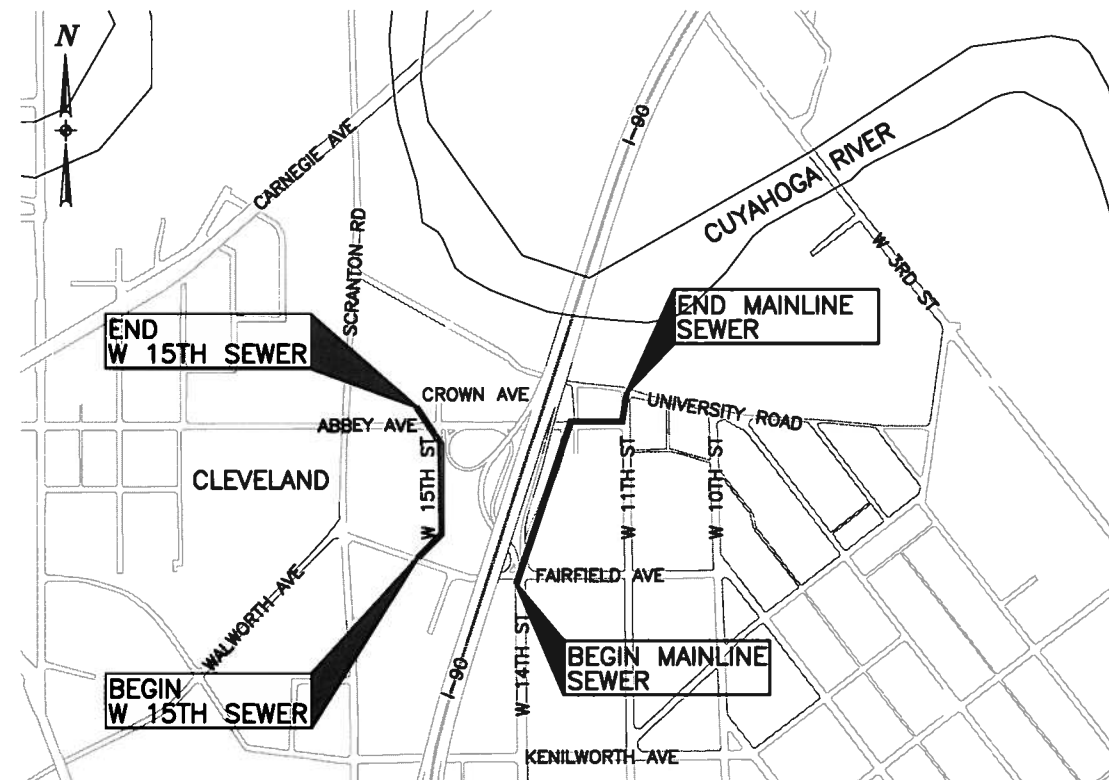 N
I-90
CARNEGIE AVE
CUYAHOGA RIVER
SCRANTON RD
W 3RD ST
END MAINLINE
SEWER
END
W 15TH SEWER
CROWN AVE
UNIVERSITY ROAD
ABBEY AVE
W 15TH ST
W 11TH ST
W 10TH ST
CLEVELAND
FAIRFIELD AVE
WALWORTH AVE
W 14TH ST
BEGIN MAINLINE
SEWER
I-90
BEGIN
W 15TH SEWER
KENILWORTH AVE